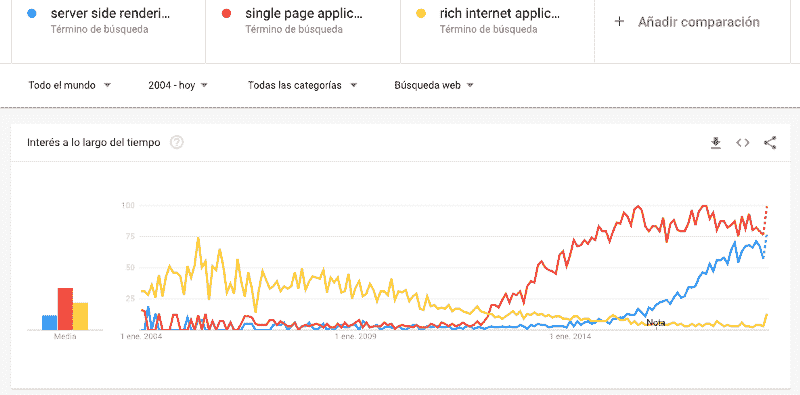 server side renderi...
Término de búsqueda
single page applic...
Término de búsqueda
rich internet applic...
Término de búsqueda
+ Añadir comparación
Todo el mundo
2004 - hoy
Todas las categorías
Búsqueda web
Interés a lo largo del tiempo
100
75
50
25
Media
1 ene. 2004
1 ene. 2009
1 ene. 2014
Nota